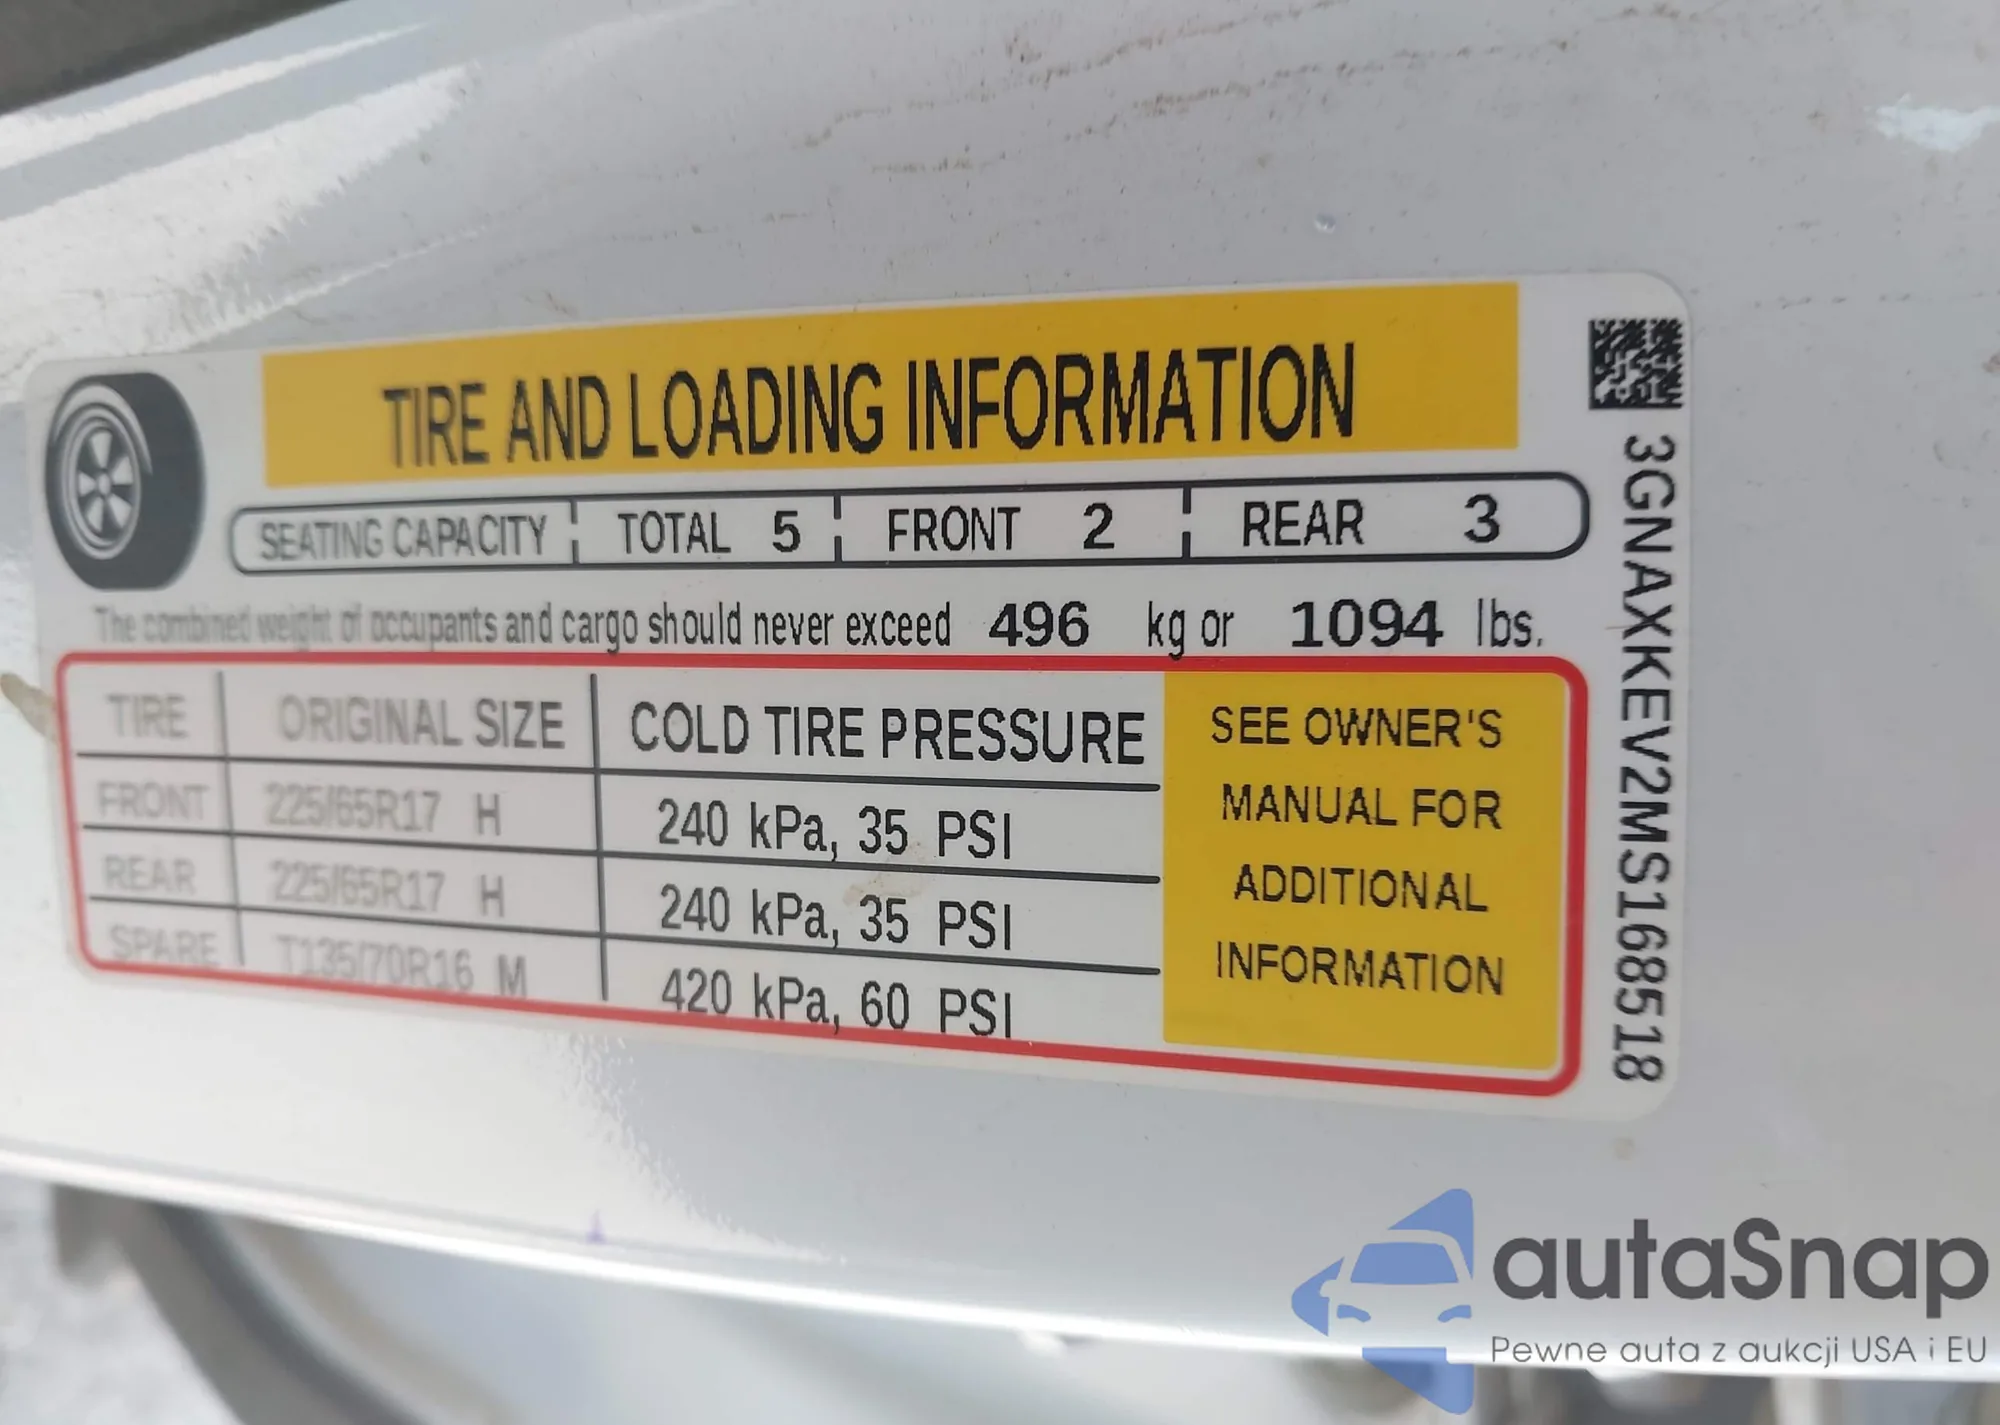 TIRE AND LOADING INFORMATION
SEATING CAPACITY TOTAL 5 FRONT 2 REAR 3
The combined weight of occupants and cargo should never exceed 496 kg or 1094 lbs.
TIRE ORIGINAL SIZE COLD TIRE PRESSURE
FRONT 225/65R17 H 240 kPa, 35 PSI
REAR 225/65R17 H 240 kPa, 35 PSI
SPARE T135/70R16 M 420 kPa, 60 PSI
SEE OWNER'S
MANUAL FOR
ADDITIONAL
INFORMATION
3GNAXKEV2MS168518
autaSnap
Pewne auta z aukcji USA i EU